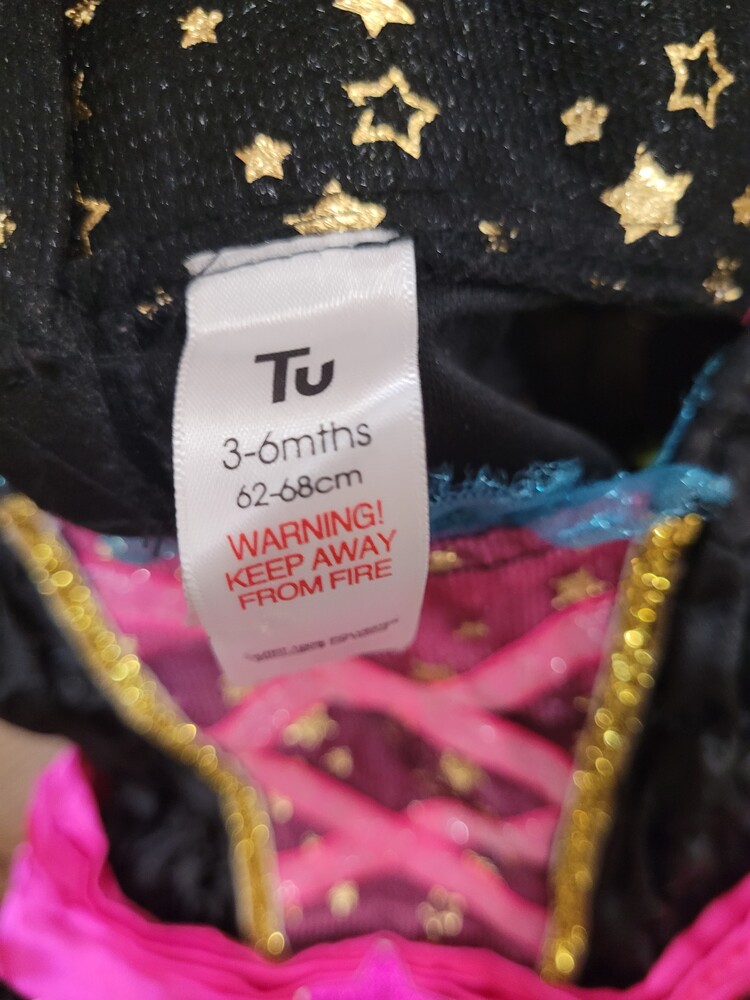 Tu
3-6mths
62-68cm
WARNING!
KEEP AWAY
FROM FIRE